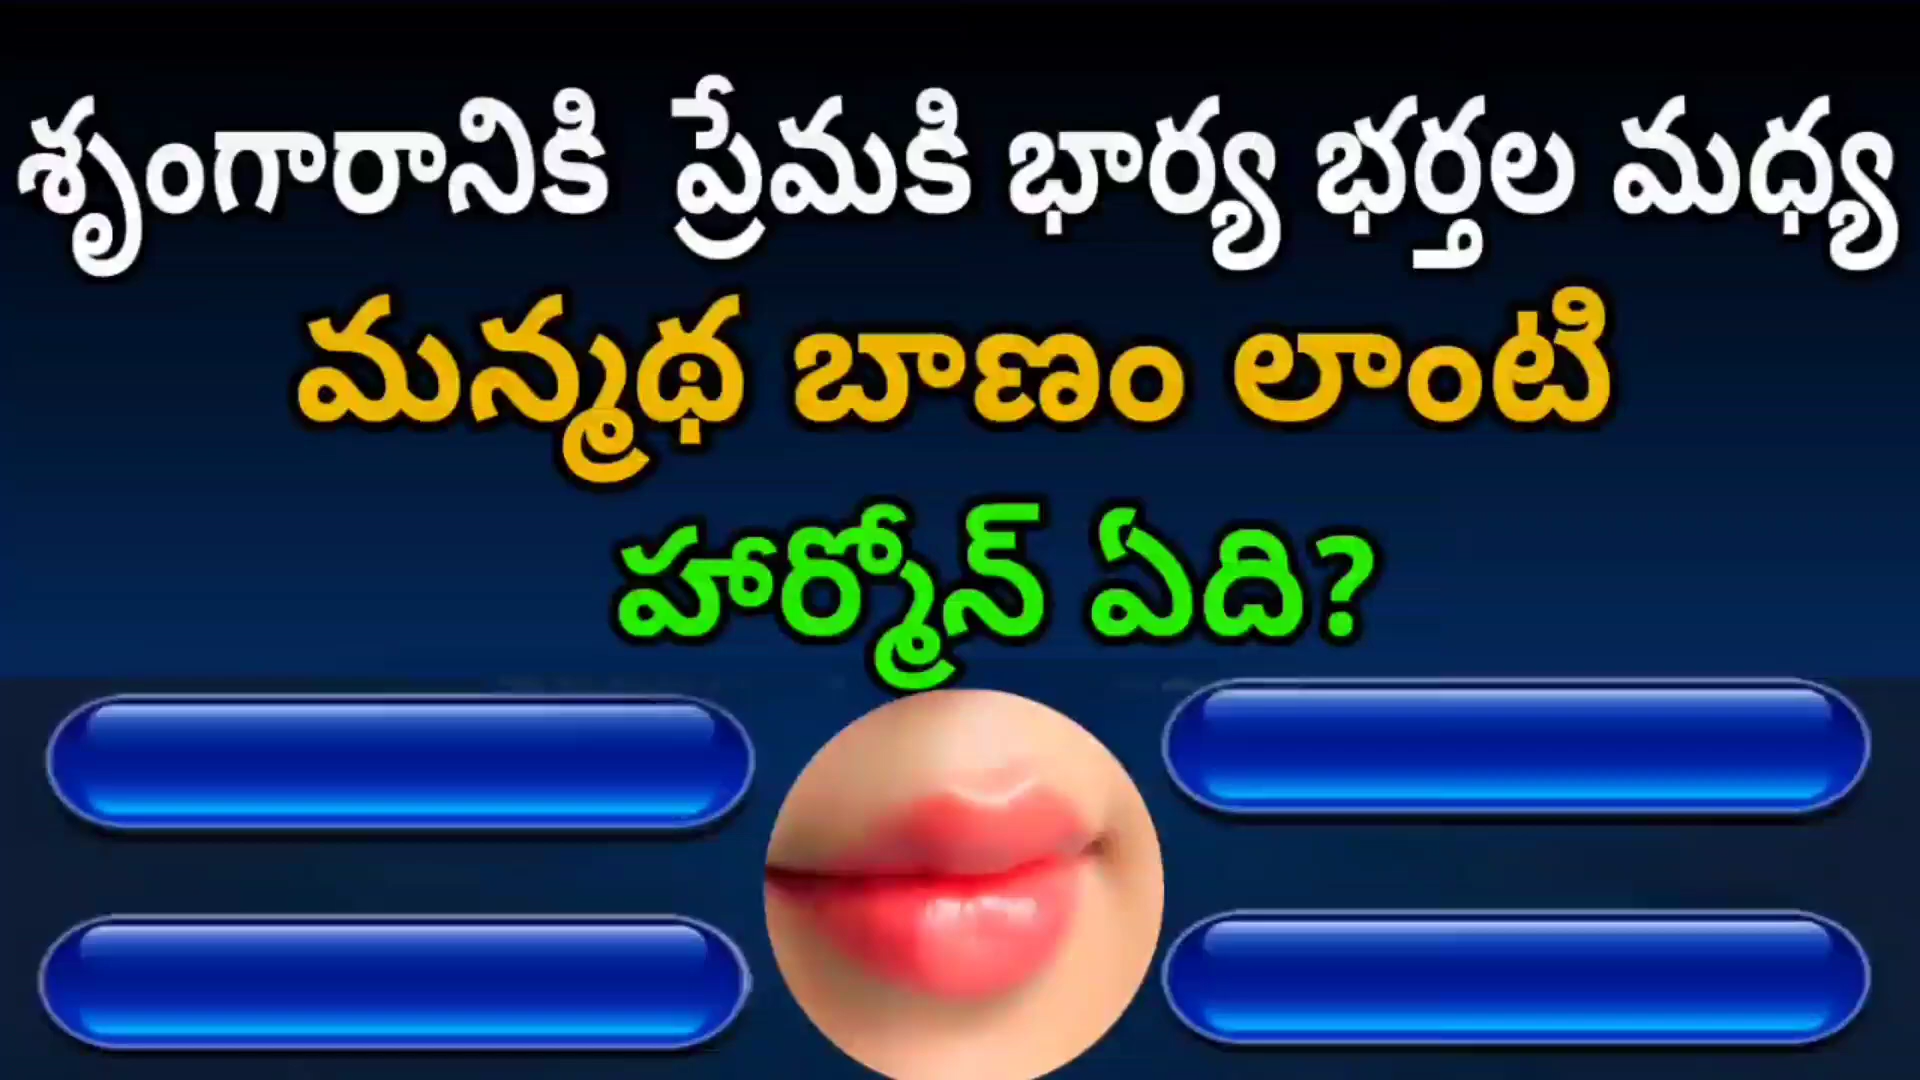 శృంగారానికి ప్రేమకి భార్య భర్తల మధ్య
మన్మథ బాణం లాంటి
హార్మోన్ ఏది?